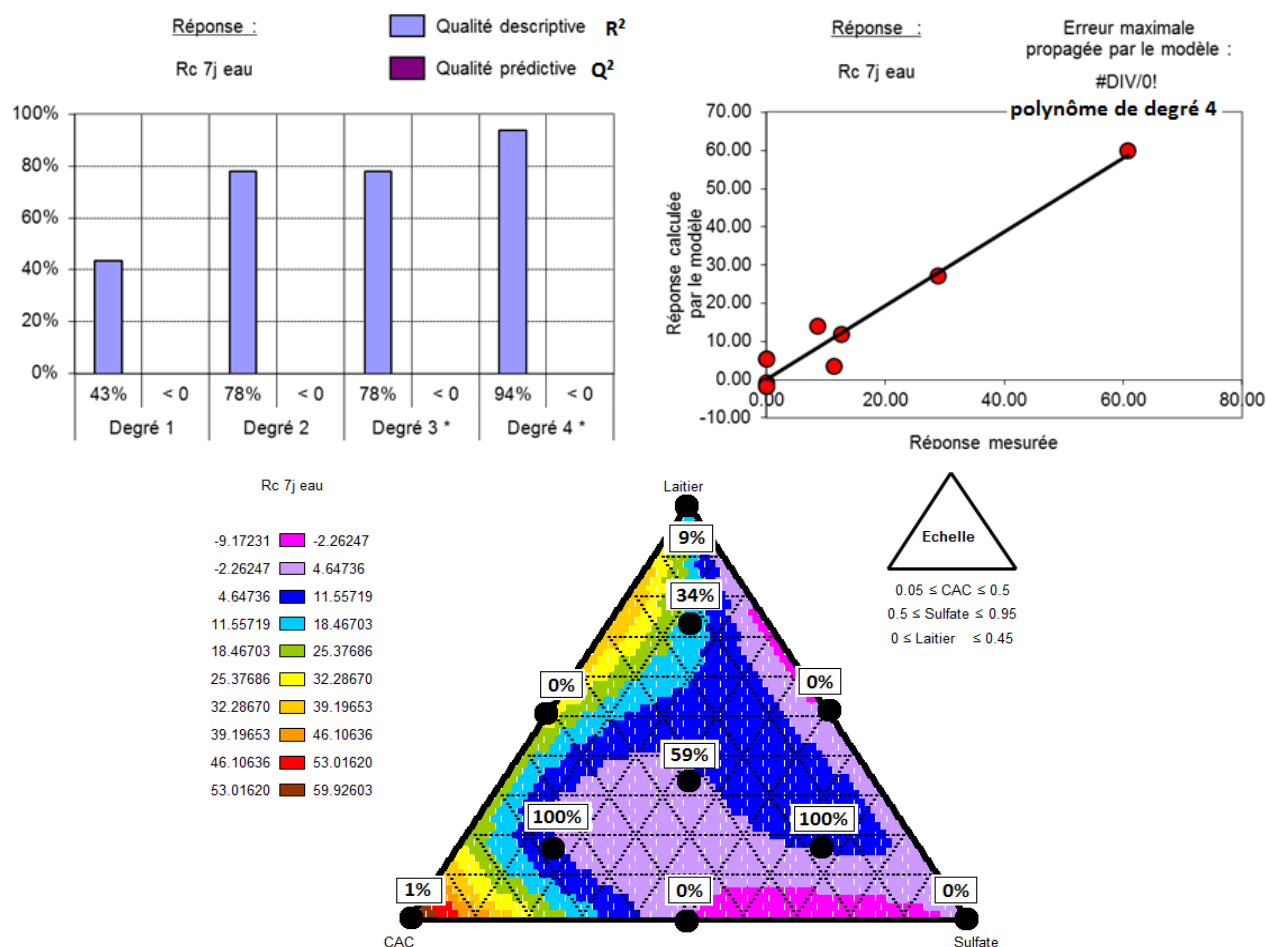 Réponse :
Qualité descriptive R²
Rc 7j eau
Qualité prédictive Q²
100%
80%
60%
40%
20%
0%
43% < 0 78% < 0 78% < 0 94% < 0
Degré 1 Degré 2 Degré 3 * Degré 4 *
Réponse :
Erreur maximale
propagée par le modèle :
Rc 7j eau
#DIV/0!
polynôme de degré 4
70.00
60.00
50.00
40.00
30.00
20.00
10.00
0.00
-10.00
Réponse calculée
par le modèle
0.00 20.00 40.00 60.00 80.00
Réponse mesurée
Rc 7j eau
-9.17231 -2.26247
-2.26247 4.64736
4.64736 11.55719
11.55719 18.46703
18.46703 25.37686
25.37686 32.28670
32.28670 39.19653
39.19653 46.10636
46.10636 53.01620
53.01620 59.92603
Laitier
9%
34%
0% 0%
59%
100% 100%
1% 0% 0%
CAC Sulfate
Echelle
0.05 ≤ CAC ≤ 0.5
0.5 ≤ Sulfate ≤ 0.95
0 ≤ Laitier ≤ 0.45